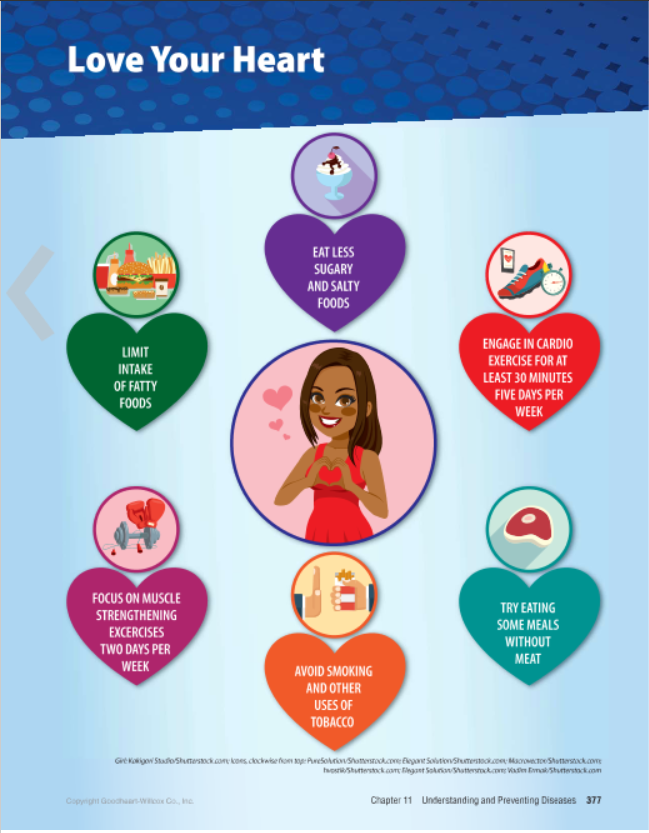 Love Your Heart
EAT LESS
SUGARY
AND SALTY
FOODS
LIMIT
INTAKE
OF FATTY
FOODS
ENGAGE IN CARDIO
EXERCISE FOR AT
LEAST 30 MINUTES
FIVE DAYS PER
WEEK
FOCUS ON MUSCLE
STRENGTHENING
EXCERCISES
TWO DAYS PER
WEEK
TRY EATING
SOME MEALS
WITHOUT
MEAT
AVOID SMOKING
AND OTHER
USES OF
TOBACCO
Girl: Kakigori Studio/Shutterstock.com; Icons, clockwise from top: PureSolution/Shutterstock.com; Elegant Solution/Shutterstock.com; Macrovector/Shutterstock.com;
hvostik/Shutterstock.com; Elegant Solution/Shutterstock.com; Vadim Ermak/Shutterstock.com
Copyright Goodheart-Willcox Co., Inc.
Chapter 11 Understanding and Preventing Diseases 377